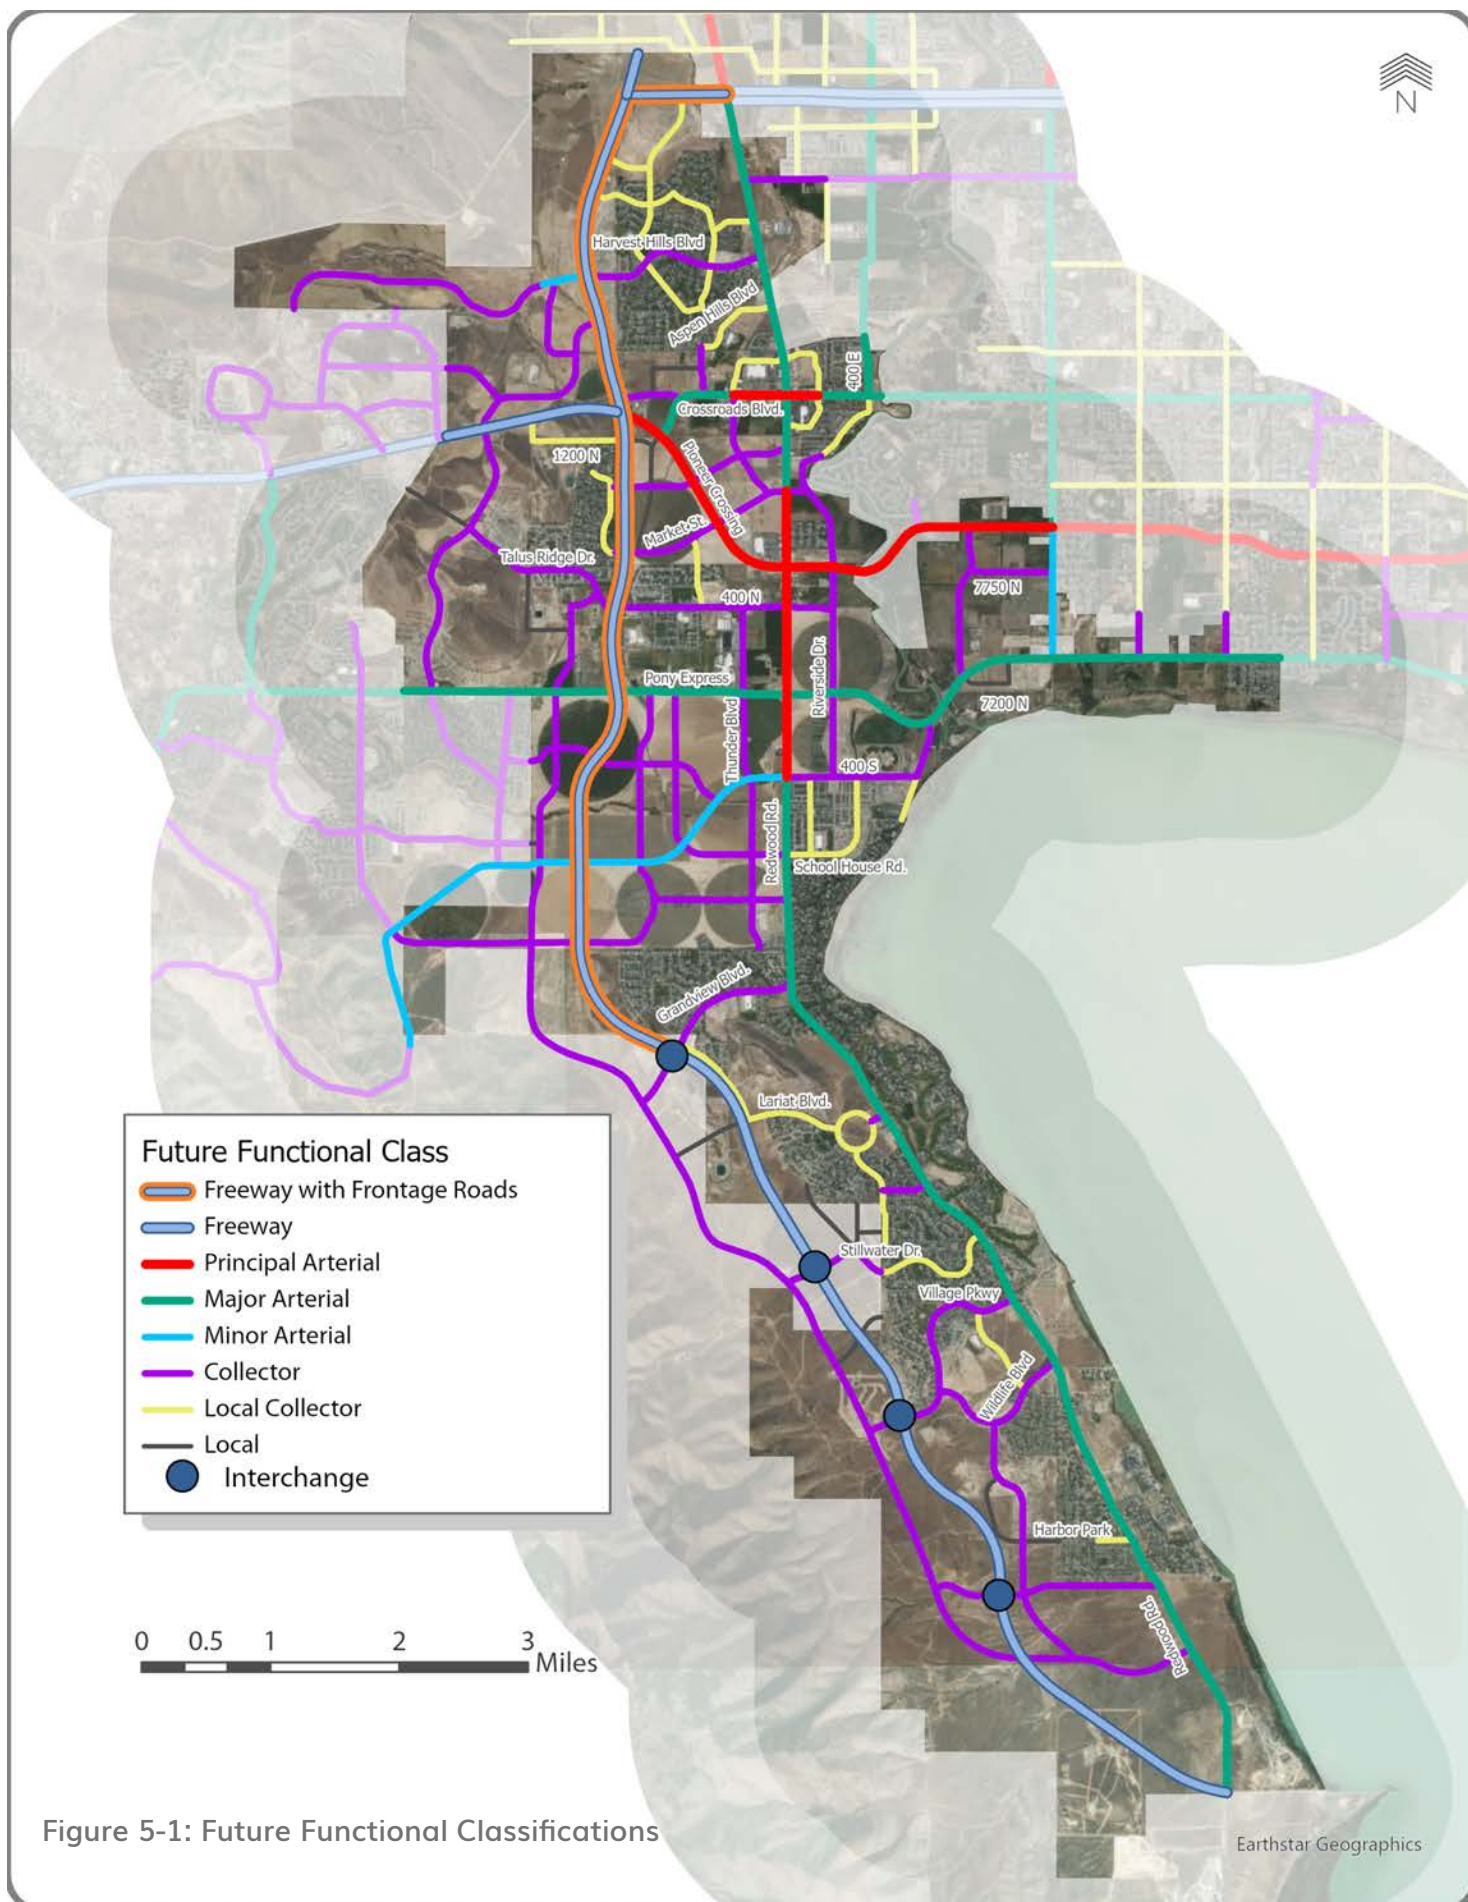 N
Harvest Hills Blvd
Aspen Hills Blvd
400 E
Crossroads Blvd.
1200 N
Pioneer Crossing
Market St.
Talus Ridge Dr.
400 N
7750 N
Riverside Dr.
Pony Express
7200 N
Thunder Blvd
400 S
Redwood Rd.
School House Rd.
Grandview Blvd.
Lariat Blvd.
Stillwater Dr.
Village Pkwy
Wildlife Blvd
Harbor Park
Redwood Rd.
Future Functional Class
Freeway with Frontage Roads
Freeway
Principal Arterial
Major Arterial
Minor Arterial
Collector
Local Collector
Local
Interchange
0 0.5 1 2 3
Miles
Figure 5-1: Future Functional Classifications
Earthstar Geographics